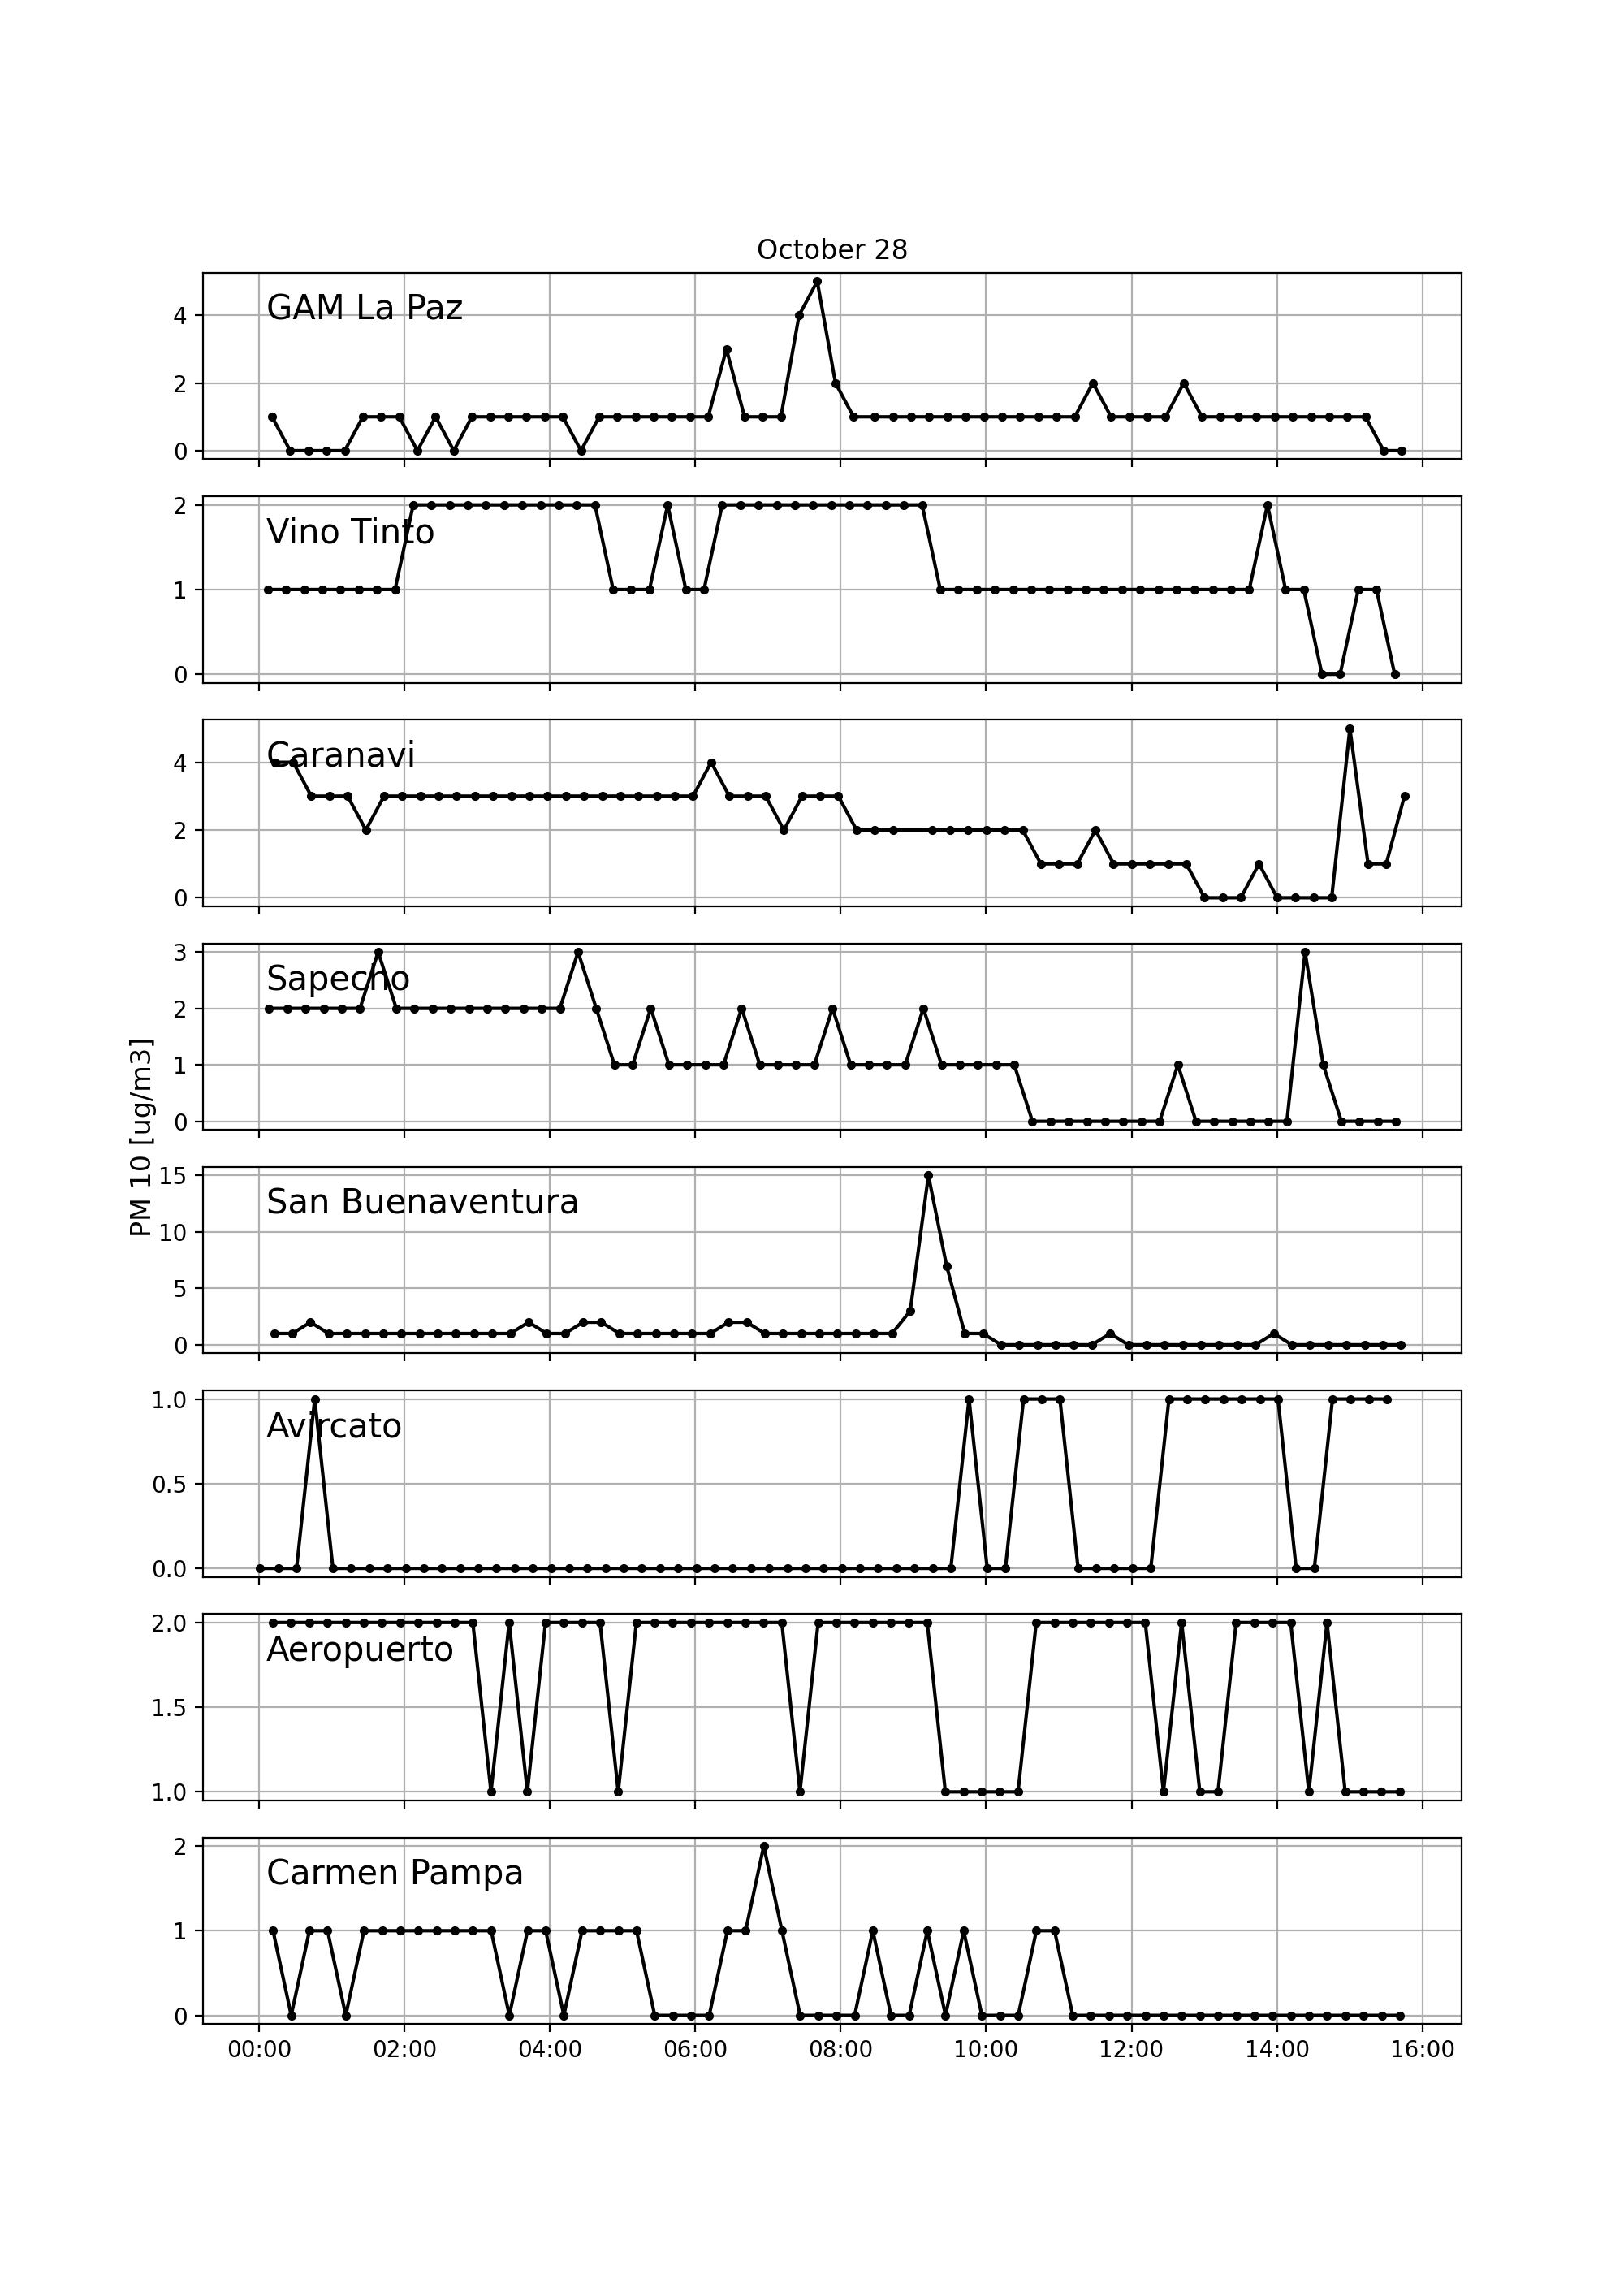 October 28
PM 10 [ug/m3]
GAM La Paz
4
2
0
Vino Tinto
2
1
0
Caranavi
4
2
0
Sapecho
3
2
1
0
San Buenaventura
15
10
5
0
Avircato
1.0
0.5
0.0
Aeropuerto
2.0
1.5
1.0
Carmen Pampa
2
1
0
00:00 02:00 04:00 06:00 08:00 10:00 12:00 14:00 16:00